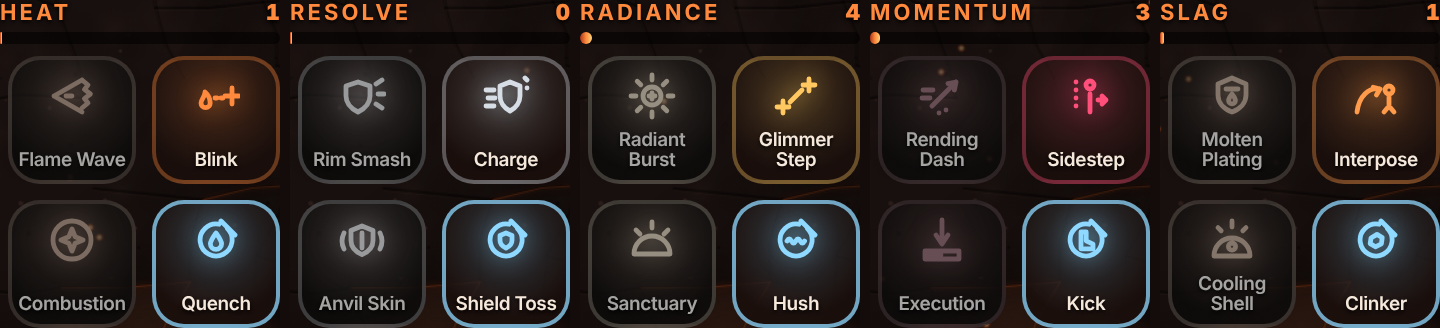 HEAT 1 RESOLVE 0 RADIANCE 4 MOMENTUM 3 SLAG 1
Flame Wave
Blink
Rim Smash
Charge
Radiant
Burst
Glimmer
Step
Rending
Dash
Sidestep
Molten
Plating
Interpose
Combustion
Quench
Anvil Skin
Shield Toss
Sanctuary
Hush
Execution
Kick
Cooling
Shell
Clinker